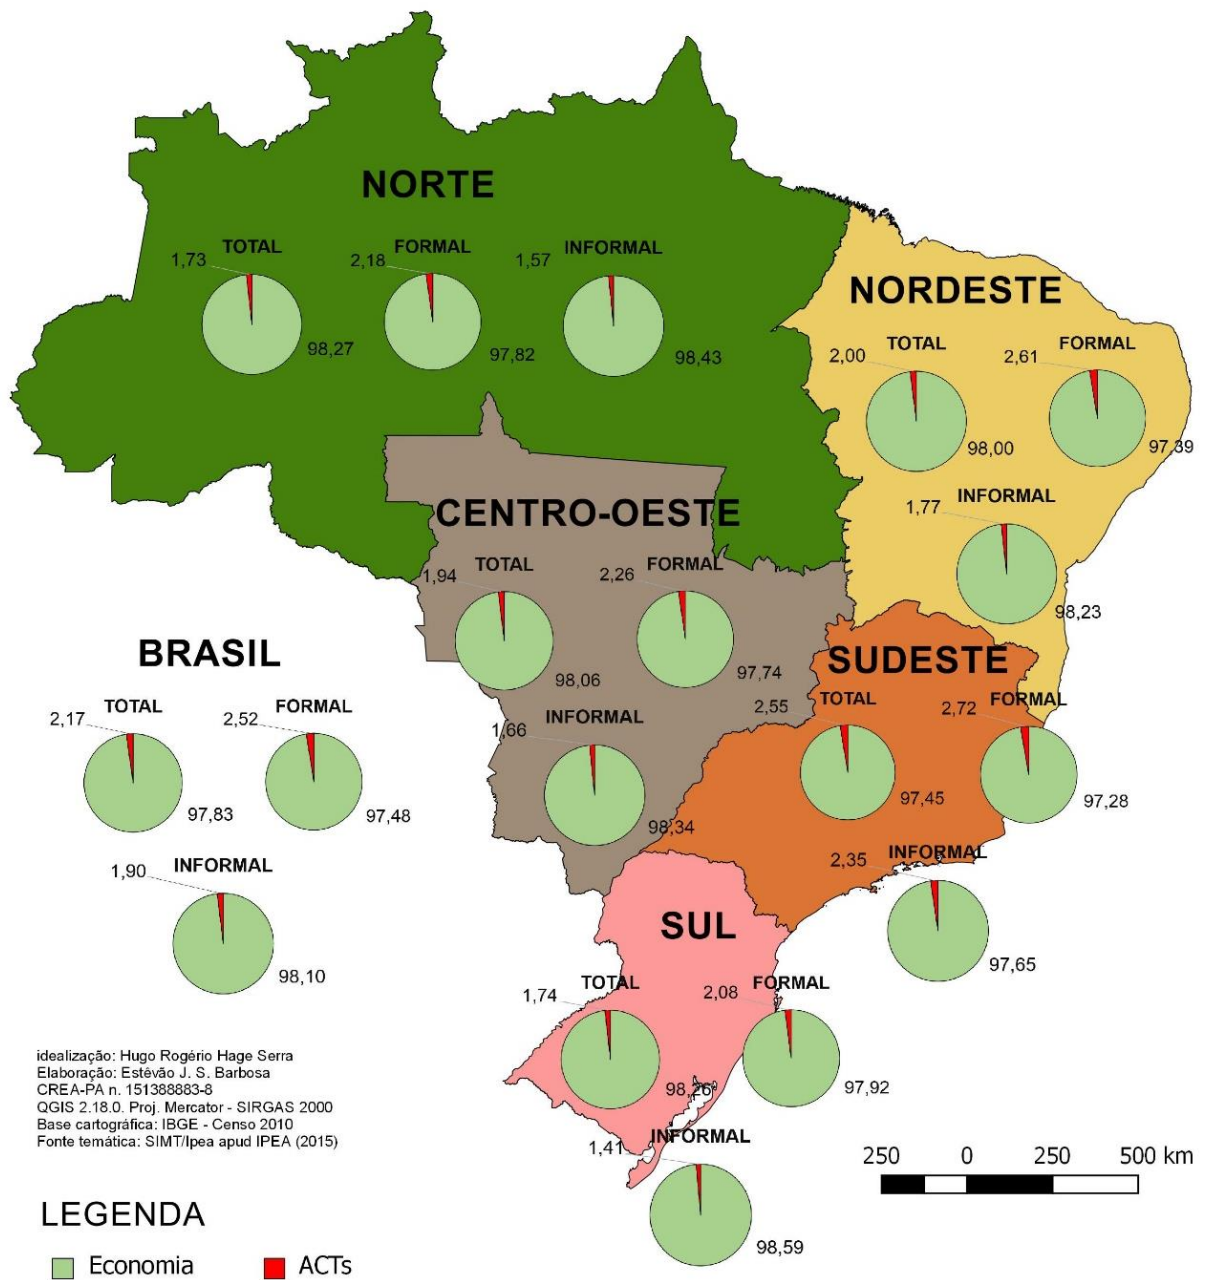 NORTE
TOTAL
1,73
98,27
FORMAL
2,18
97,82
INFORMAL
1,57
98,43
NORDESTE
TOTAL
2,00
98,00
FORMAL
2,61
97,39
INFORMAL
1,77
98,23
CENTRO-OESTE
TOTAL
1,94
98,06
FORMAL
2,26
97,74
INFORMAL
1,66
98,34
BRASIL
TOTAL
2,17
97,83
FORMAL
2,52
97,48
INFORMAL
1,90
98,10
SUDESTE
TOTAL
2,55
97,45
FORMAL
2,72
97,28
INFORMAL
2,35
97,65
SUL
TOTAL
1,74
98,26
FORMAL
2,08
97,92
INFORMAL
1,41
98,59
idealização: Hugo Rogério Hage Serra
Elaboração: Estêvão J. S. Barbosa
CREA-PA n. 151388883-8
QGIS 2.18.0. Proj. Mercator - SIRGAS 2000
Base cartográfica: IBGE - Censo 2010
Fonte temática: SIMT/Ipea apud IPEA (2015)
250 0 250 500 km
LEGENDA
Economia
ACTs